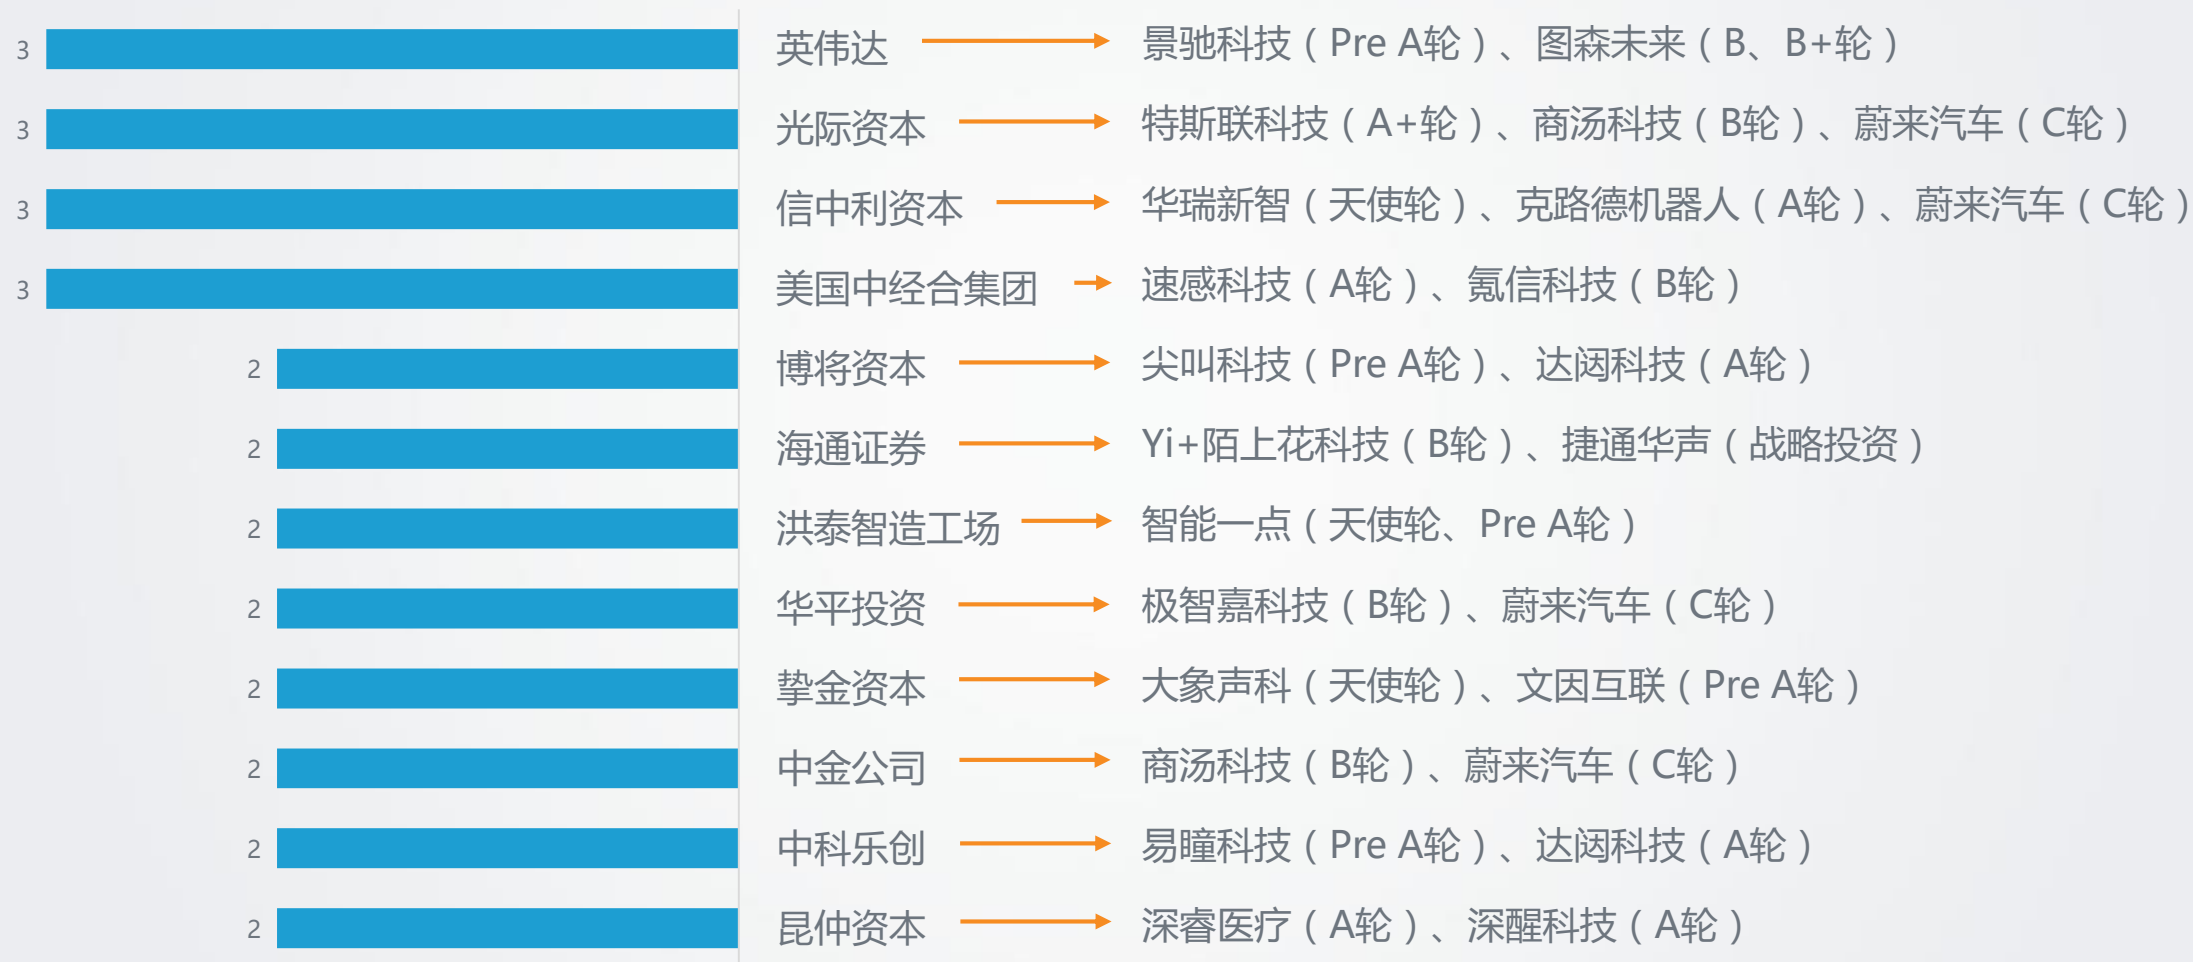 3 英伟达 景驰科技（Pre A轮）、图森未来（B、B+轮）
3 光际资本 特斯联科技（A+轮）、商汤科技（B轮）、蔚来汽车（C轮）
3 信中利资本 华瑞新智（天使轮）、克路德机器人（A轮）、蔚来汽车（C轮）
3 美国中经合集团 速感科技（A轮）、氪信科技（B轮）
2 博将资本 尖叫科技（Pre A轮）、达闼科技（A轮）
2 海通证券 Yi+陌上花科技（B轮）、捷通华声（战略投资）
2 洪泰智造工场 智能一点（天使轮、Pre A轮）
2 华平投资 极智嘉科技（B轮）、蔚来汽车（C轮）
2 挚金资本 大象声科（天使轮）、文因互联（Pre A轮）
2 中金公司 商汤科技（B轮）、蔚来汽车（C轮）
2 中科乐创 易瞳科技（Pre A轮）、达闼科技（A轮）
2 昆仲资本 深睿医疗（A轮）、深醒科技（A轮）